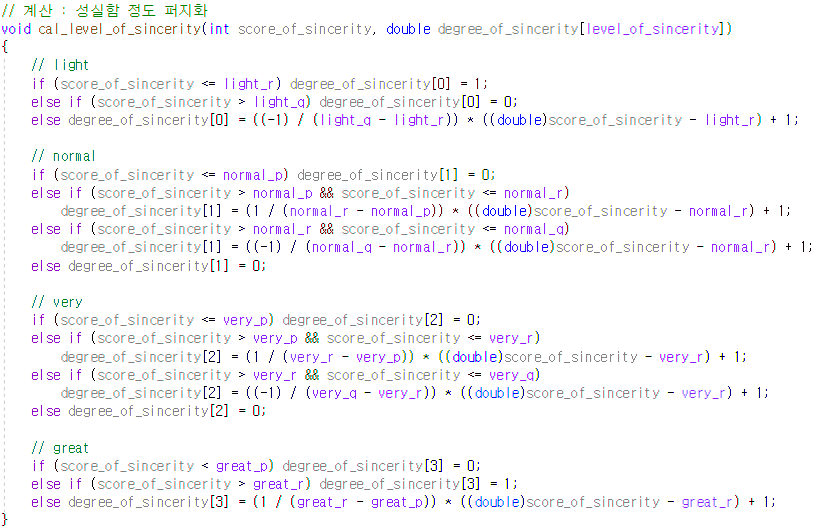 // 계산 : 성실함 정도 퍼지화
void cal_level_of_sincerity(int score_of_sincerity, double degree_of_sincerity[level_of_sincerity])
{
// light
if (score_of_sincerity <= light_r) degree_of_sincerity[0] = 1;
else if (score_of_sincerity > light_q) degree_of_sincerity[0] = 0;
else degree_of_sincerity[0] = ((-1) / (light_q - light_r)) * ((double)score_of_sincerity - light_r) + 1;
// normal
if (score_of_sincerity <= normal_p) degree_of_sincerity[1] = 0;
else if (score_of_sincerity > normal_p && score_of_sincerity <= normal_r)
degree_of_sincerity[1] = (1 / (normal_r - normal_p)) * ((double)score_of_sincerity - normal_r) + 1;
else if (score_of_sincerity > normal_r && score_of_sincerity <= normal_q)
degree_of_sincerity[1] = ((-1) / (normal_q - normal_r)) * ((double)score_of_sincerity - normal_r) + 1;
else degree_of_sincerity[1] = 0;
// very
if (score_of_sincerity <= very_p) degree_of_sincerity[2] = 0;
else if (score_of_sincerity > very_p && score_of_sincerity <= very_r)
degree_of_sincerity[2] = (1 / (very_r - very_p)) * ((double)score_of_sincerity - very_r) + 1;
else if (score_of_sincerity > very_r && score_of_sincerity <= very_q)
degree_of_sincerity[2] = ((-1) / (very_q - very_r)) * ((double)score_of_sincerity - very_r) + 1;
else degree_of_sincerity[2] = 0;
// great
if (score_of_sincerity < great_p) degree_of_sincerity[3] = 0;
else if (score_of_sincerity > great_r) degree_of_sincerity[3] = 1;
else degree_of_sincerity[3] = (1 / (great_r - great_p)) * ((double)score_of_sincerity - great_r) + 1;
}